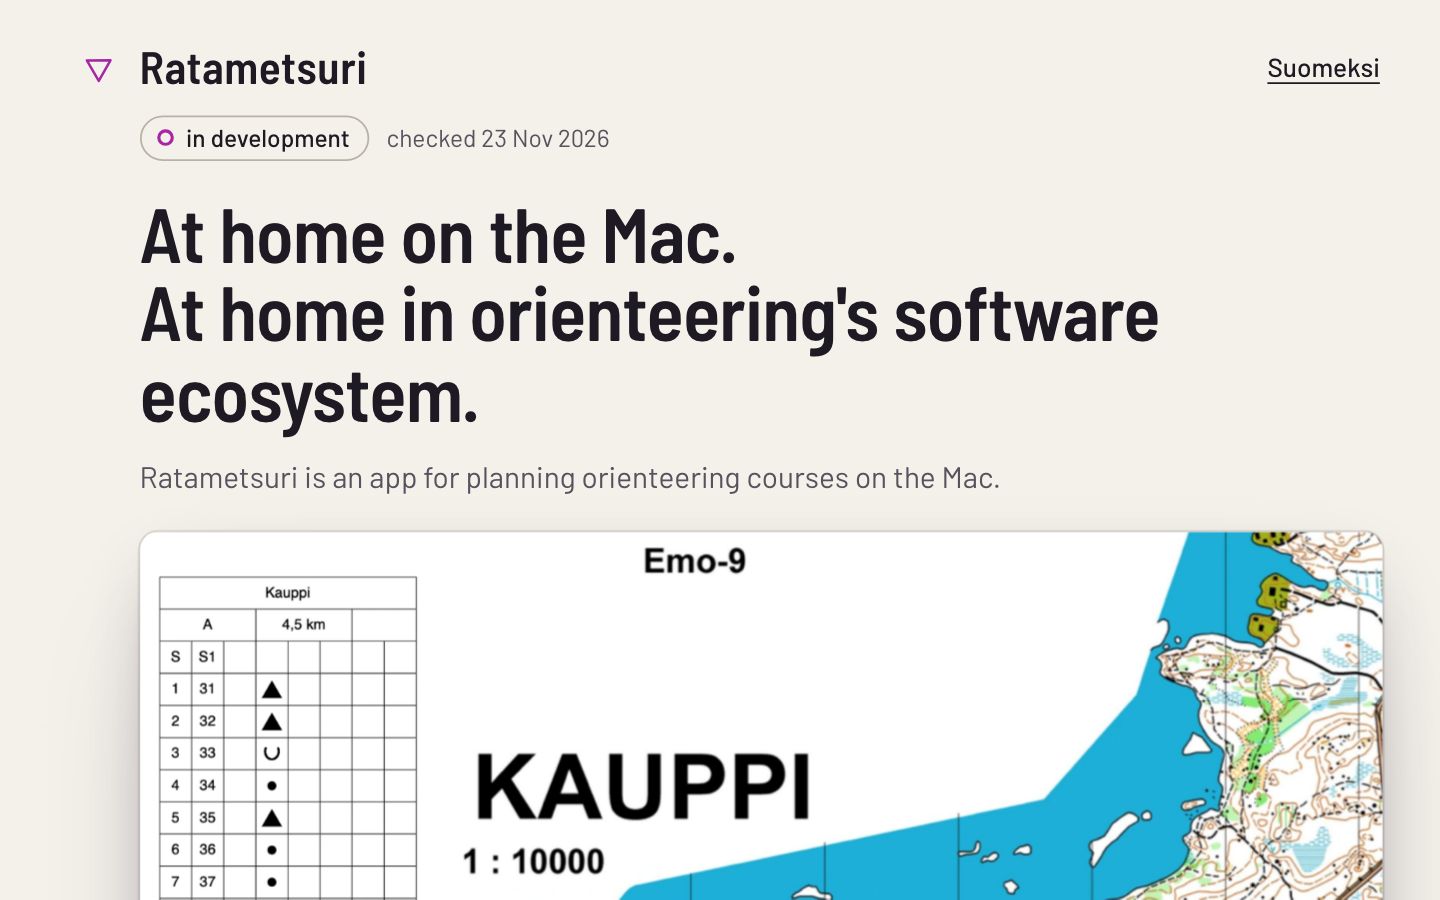 Ratametsuri
Suomeksi
in development checked 23 Nov 2026
At home on the Mac.
At home in orienteering's software
ecosystem.
Ratametsuri is an app for planning orienteering courses on the Mac.
Emo-9
Kauppi
A 4,5 km
S S1
1 31
2 32
3 33
4 34
5 35
6 36
7 37
KAUPPI
1 : 10000